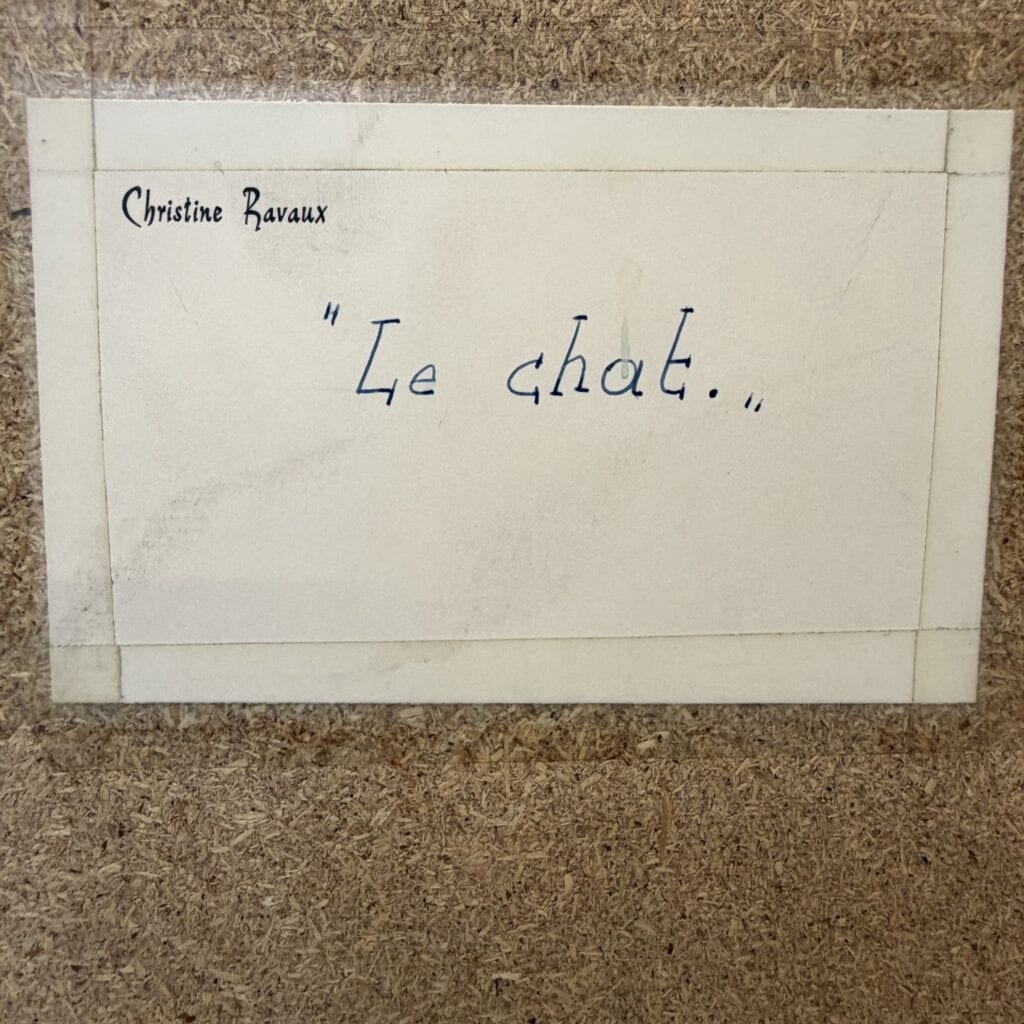 Christine Ravaux
"Le chat.„